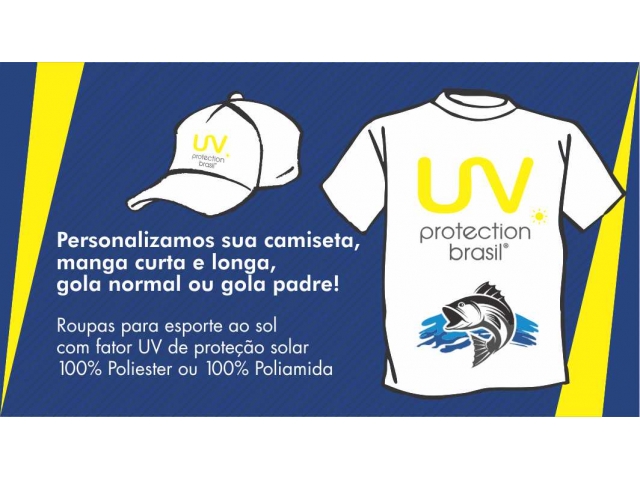 UV
protection
brasil®
UV
protection
brasil®
Personalizamos sua camiseta,
manga curta e longa,
gola normal ou gola padre!
Roupas para esporte ao sol
com fator UV de proteção solar
100% Poliester ou 100% Poliamida